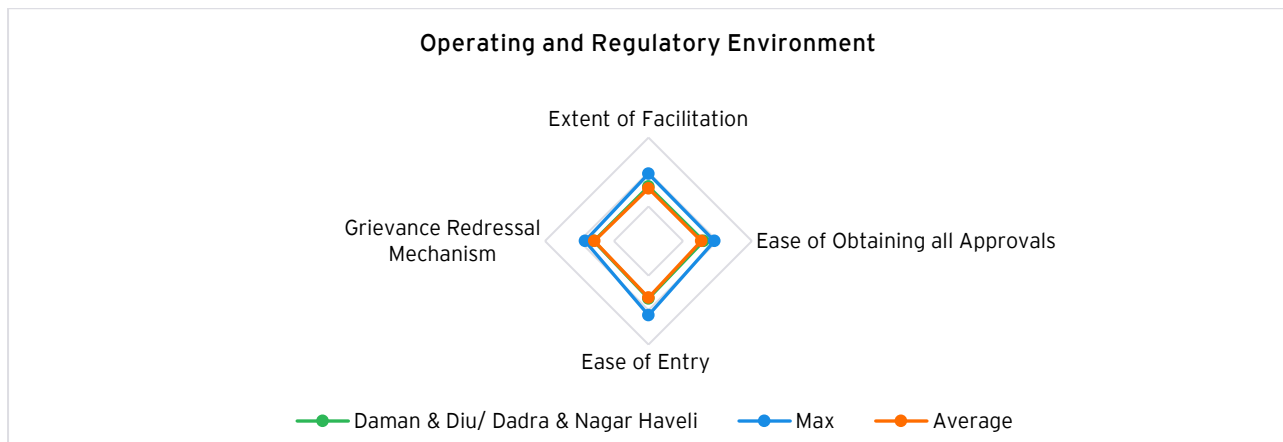 Operating and Regulatory Environment
Extent of Facilitation
Grievance Redressal
Mechanism
Ease of Obtaining all Approvals
Ease of Entry
Daman & Diu/ Dadra & Nagar Haveli
Max
Average